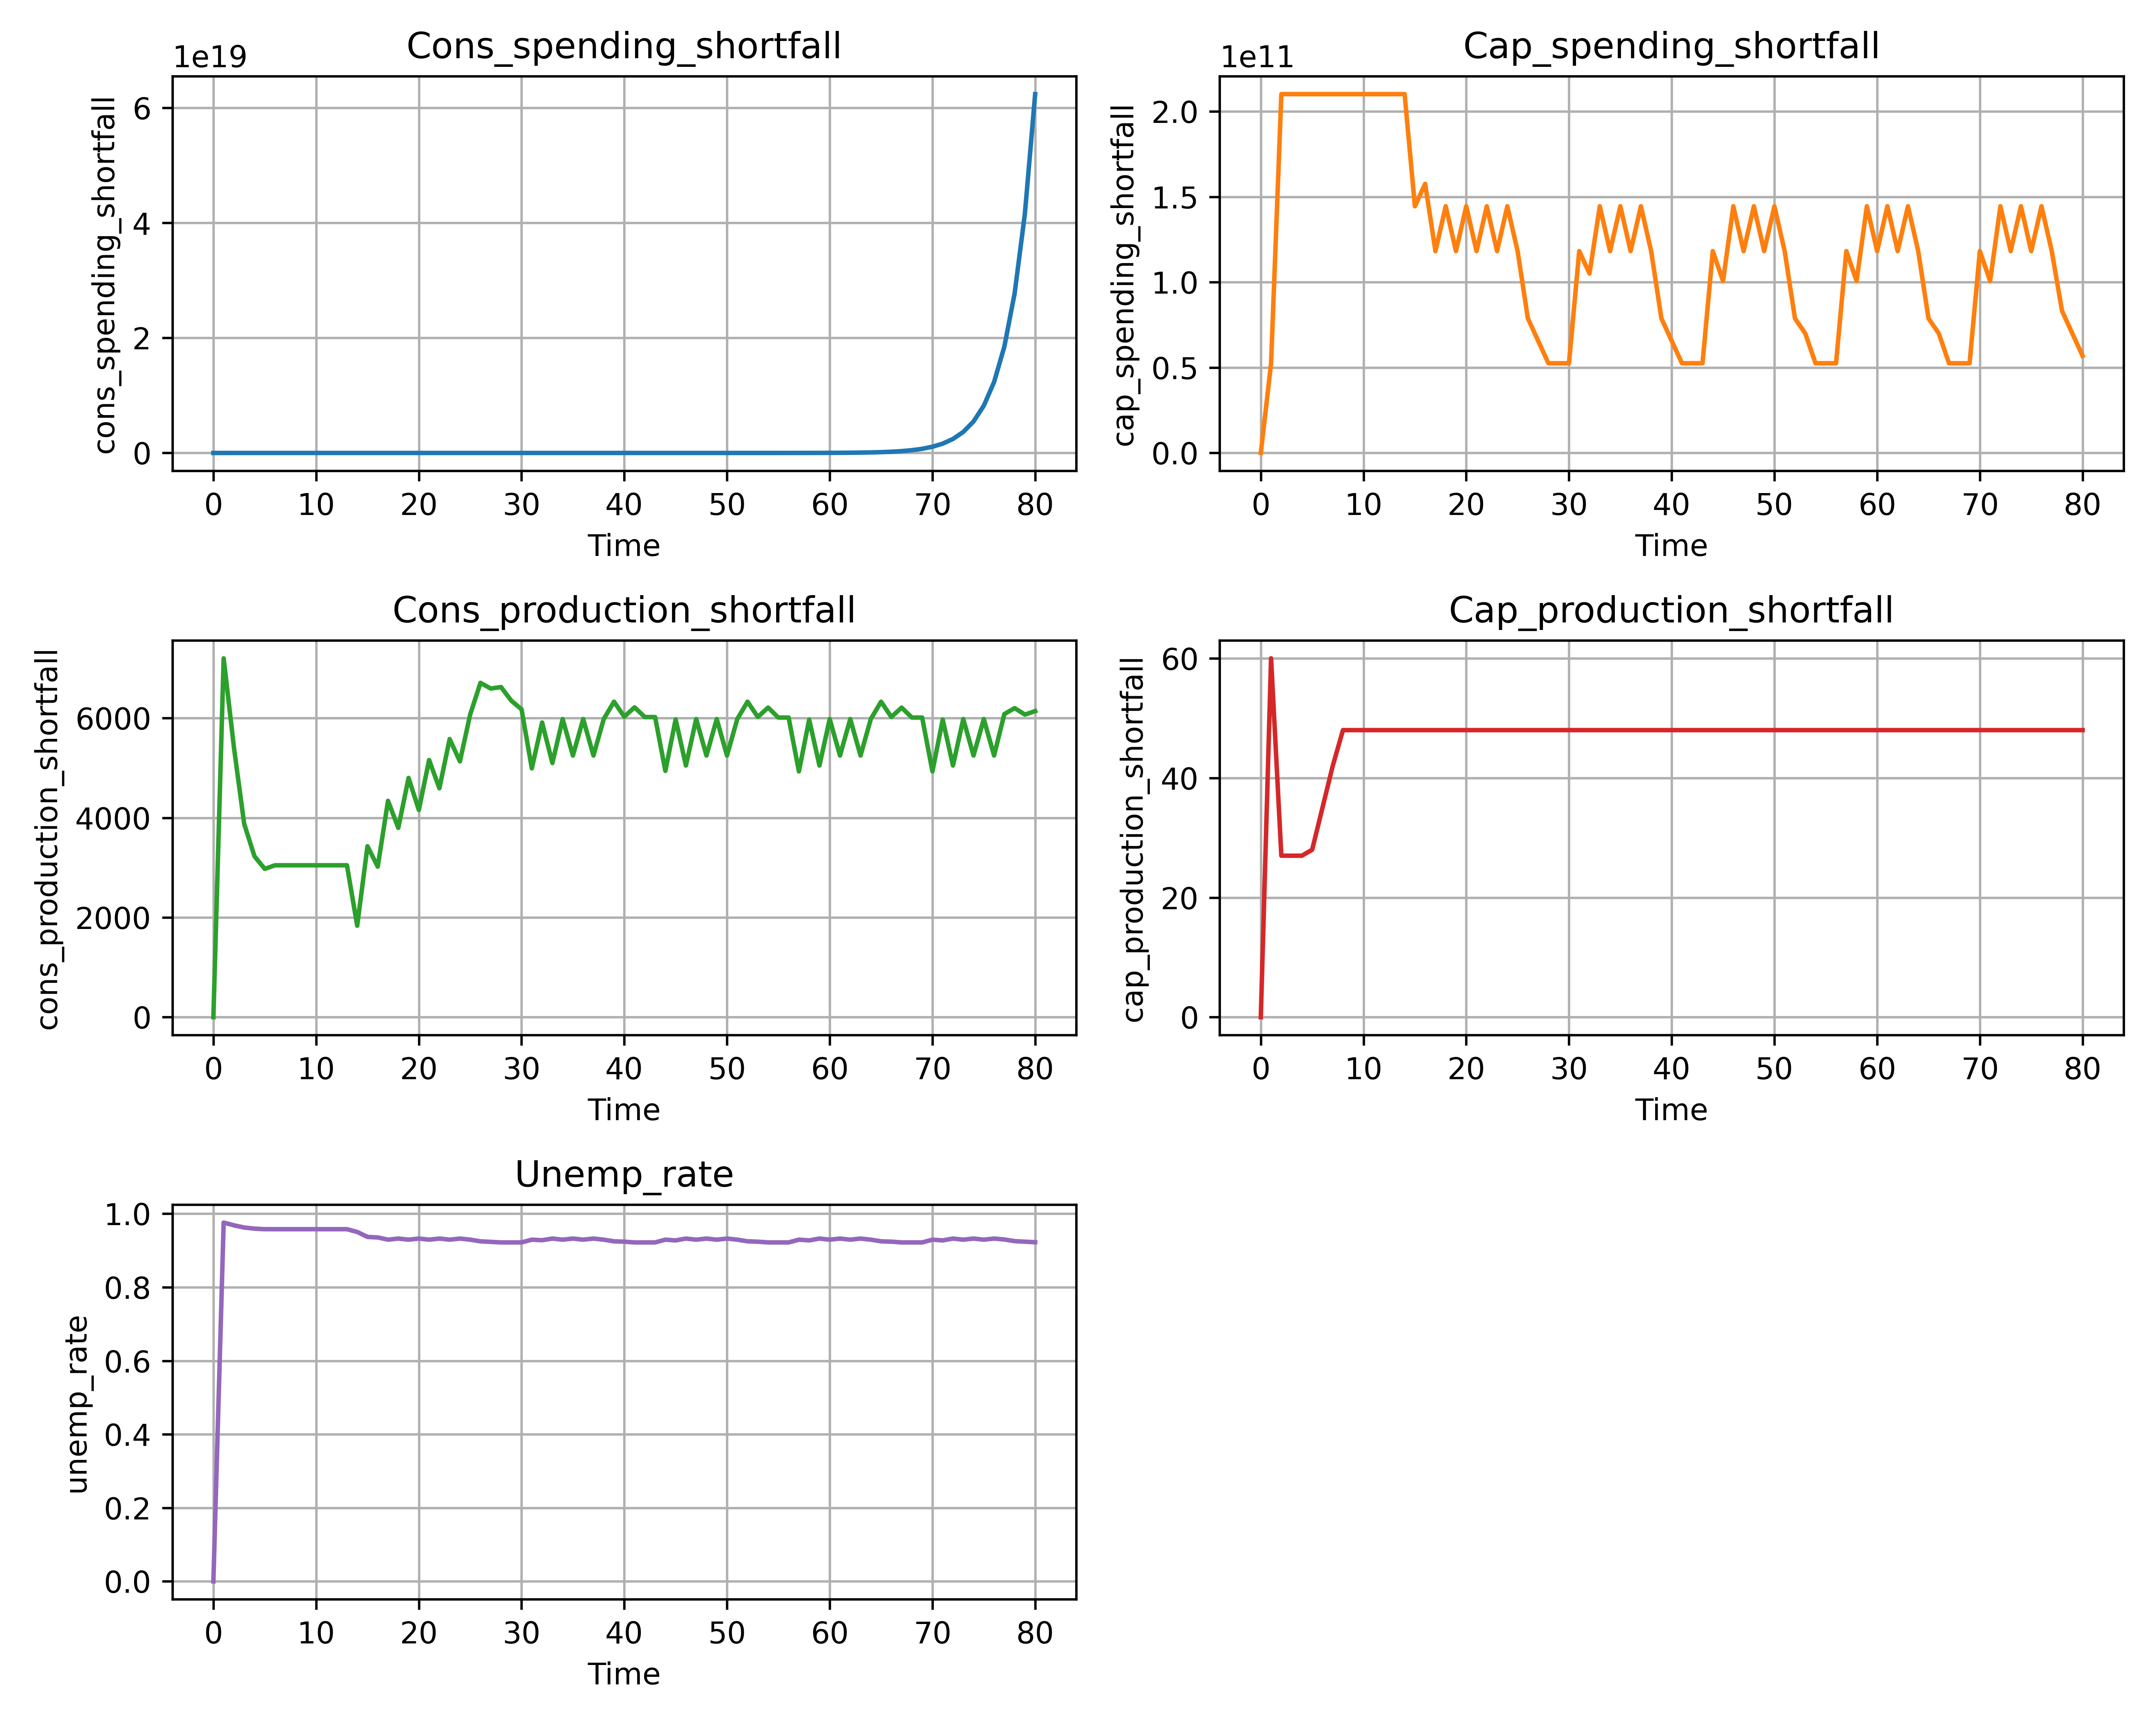 Cons_spending_shortfall
1e19
cons_spending_shortfall
6
4
2
0
0 10 20 30 40 50 60 70 80
Time
Cap_spending_shortfall
1e11
cap_spending_shortfall
2.0
1.5
1.0
0.5
0.0
0 10 20 30 40 50 60 70 80
Time
Cons_production_shortfall
cons_production_shortfall
6000
4000
2000
0
0 10 20 30 40 50 60 70 80
Time
Cap_production_shortfall
cap_production_shortfall
60
40
20
0
0 10 20 30 40 50 60 70 80
Time
Unemp_rate
unemp_rate
1.0
0.8
0.6
0.4
0.2
0.0
0 10 20 30 40 50 60 70 80
Time